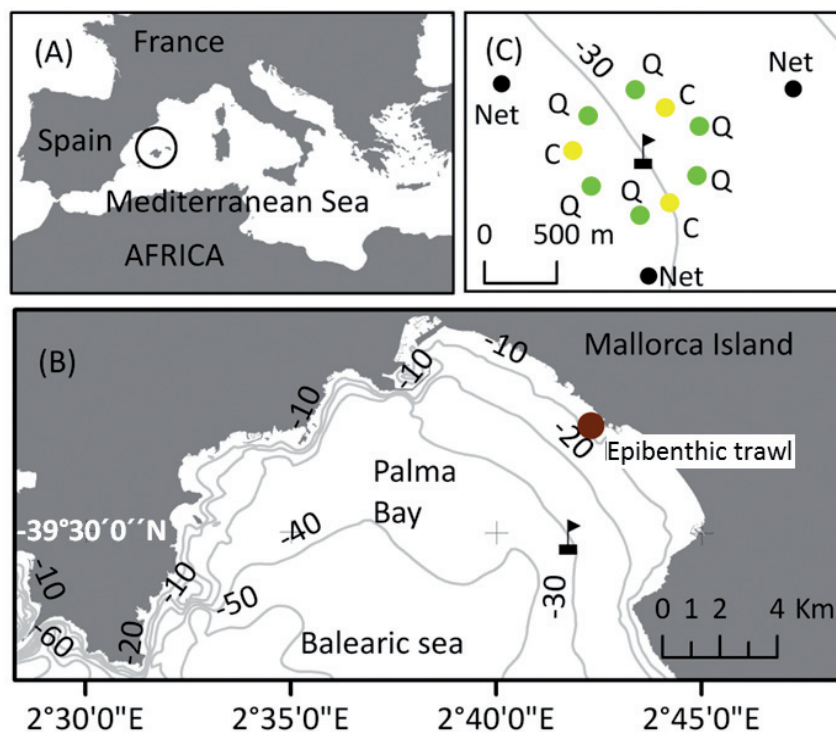 (A)
France
Spain
Mediterranean Sea
AFRICA
(C)
-30
Net
Net
Q
C
Q
Q
C
Q
Q
Q
C
0 500 m
Net
(B)
Mallorca Island
-10
-10
-10
-20
Epibenthic trawl
Palma
Bay
-39°30´0´´N
-40
-10
-10
-50
-30
-60
-20
Balearic sea
0 1 2 4 Km
2°30'0"E 2°35'0"E 2°40'0"E 2°45'0"E